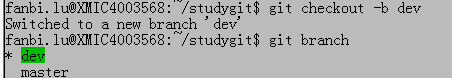 fanbi.lu@XMIC4003568:~/studygit$ git checkout -b dev
Switched to a new branch 'dev'
fanbi.lu@XMIC4003568:~/studygit$ git branch
* dev
  master